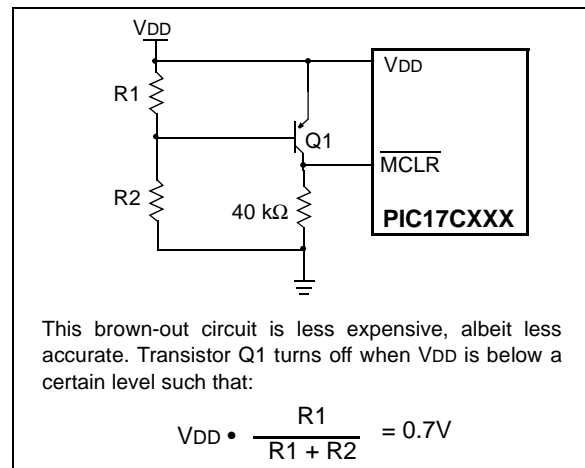 VDD
VDD
R1
Q1
MCLR
R2
40 kΩ
PIC17CXXX
This brown-out circuit is less expensive, albeit less
accurate. Transistor Q1 turns off when VDD is below a
certain level such that:
VDD • R1 / R1 + R2 = 0.7V